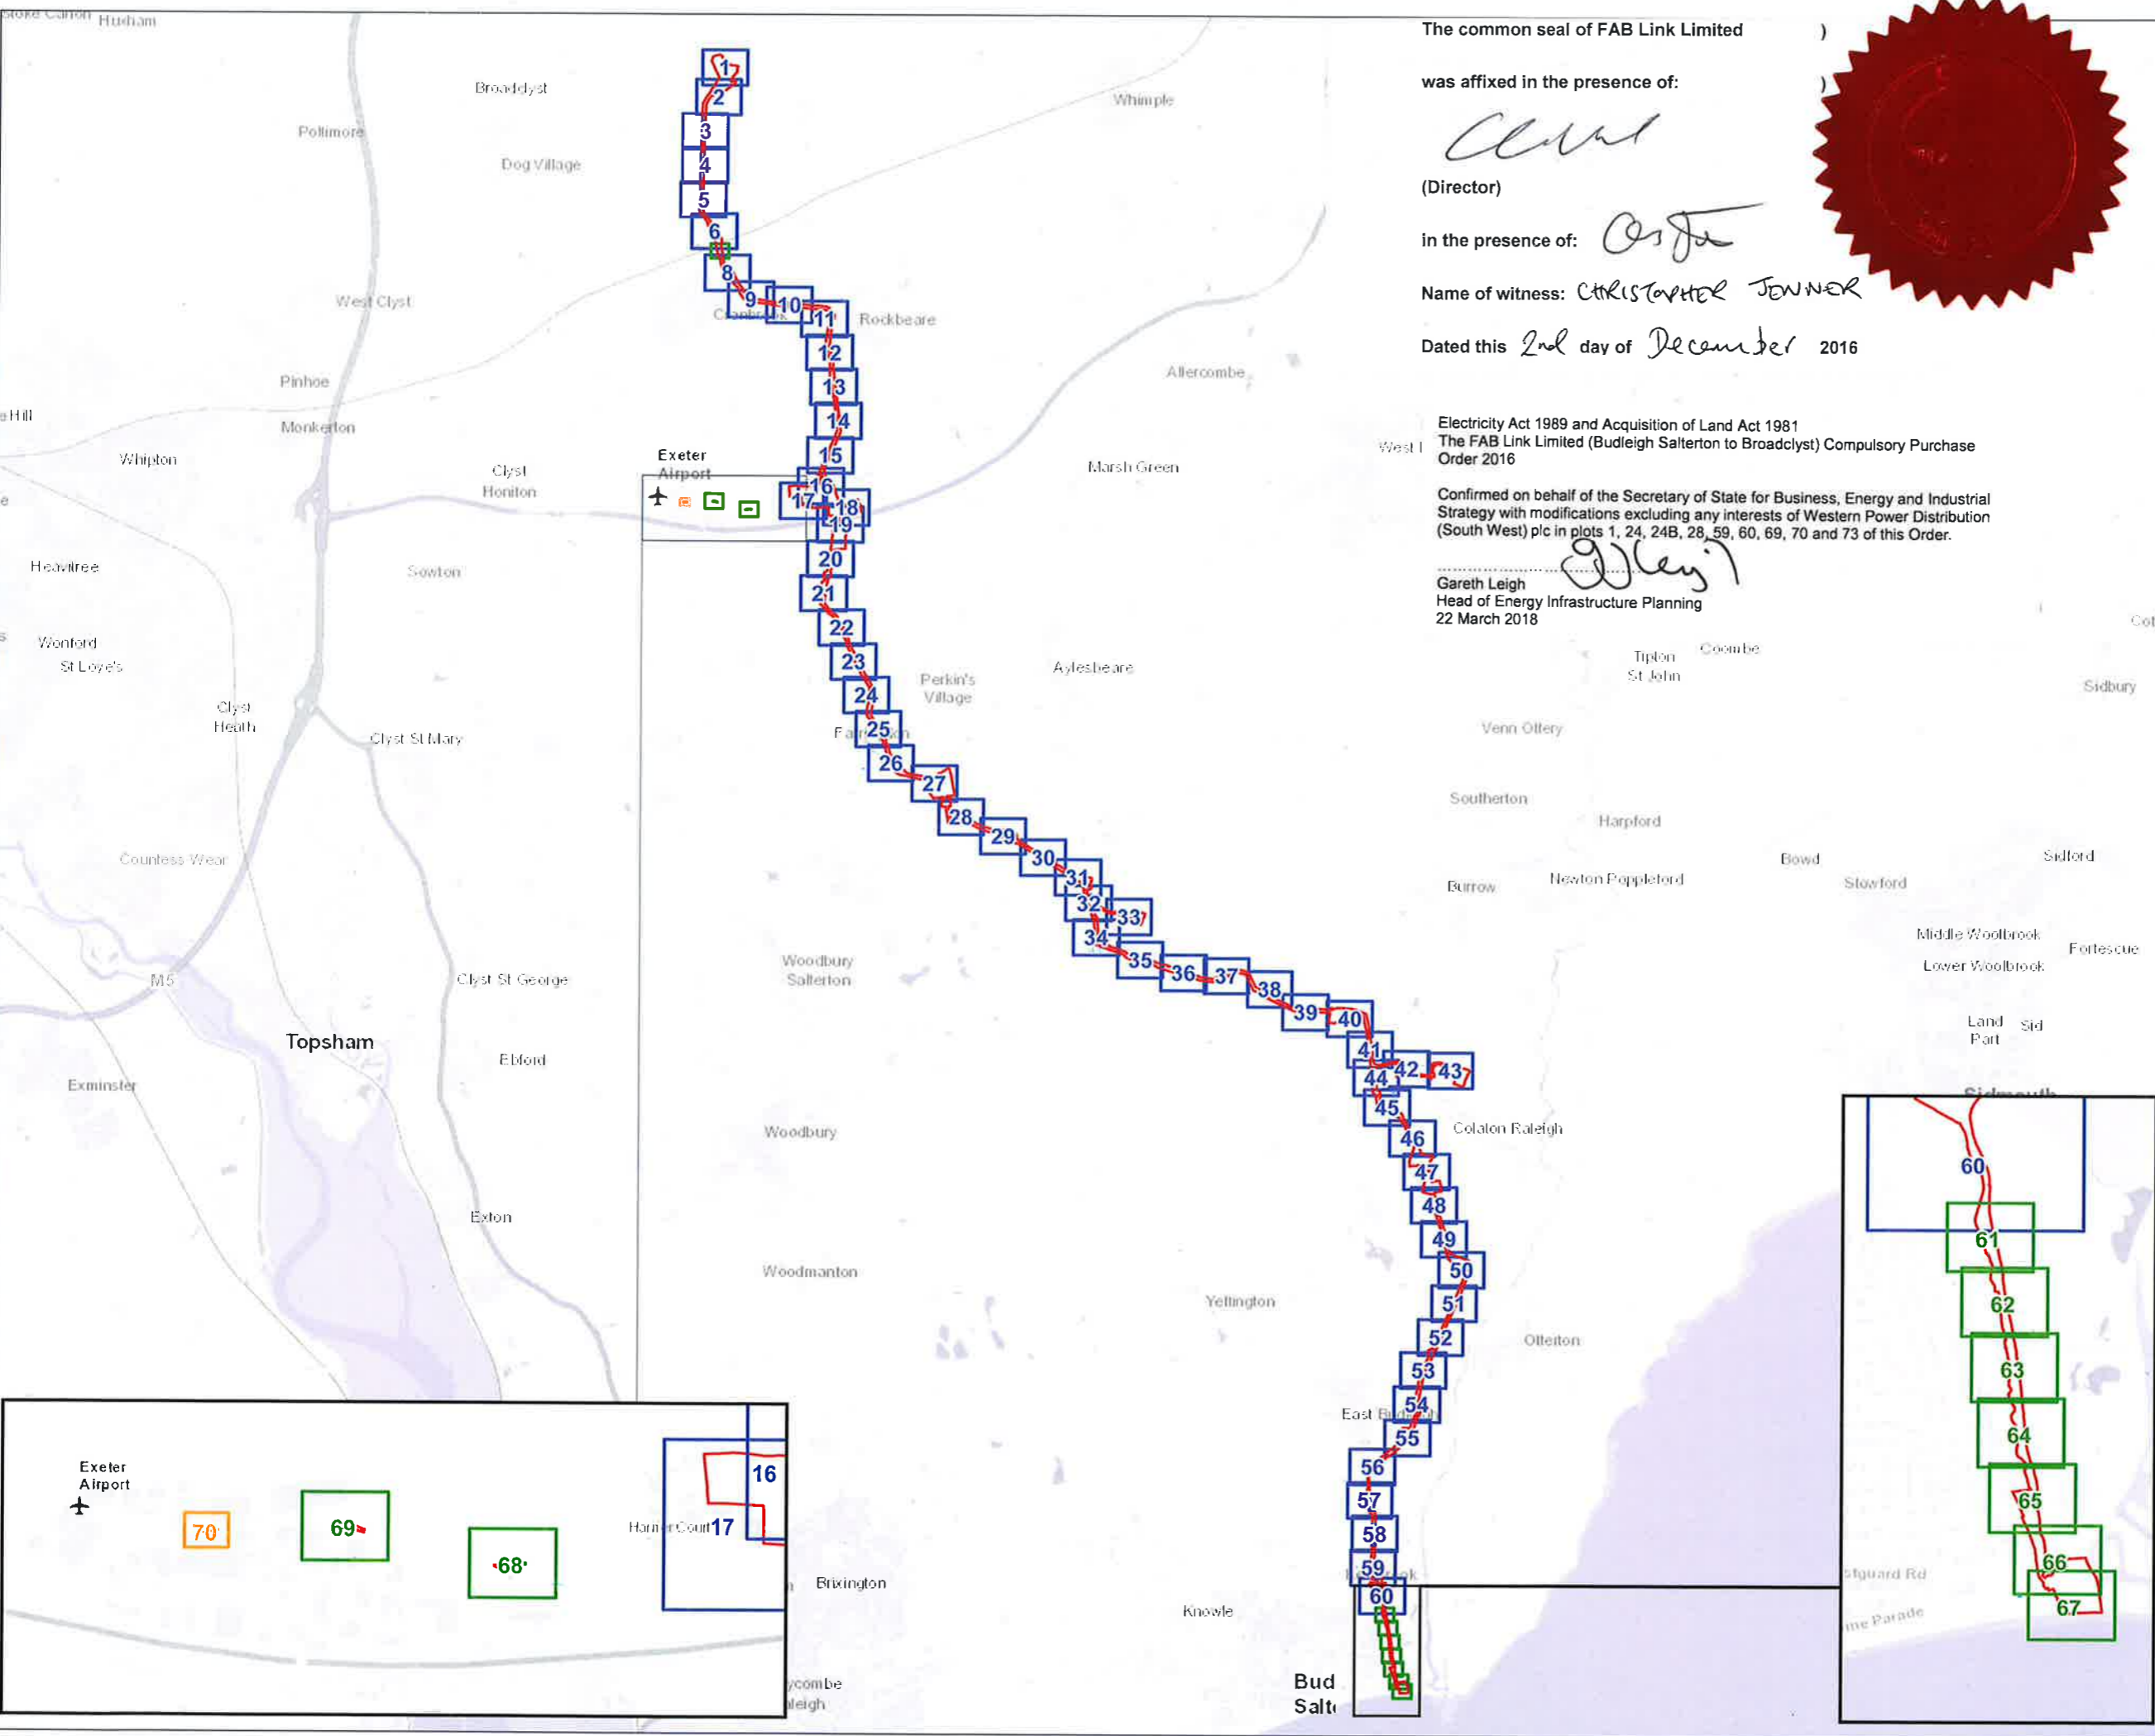 Huxham
The common seal of FAB Link Limited )
was affixed in the presence of: )
(Director)
in the presence of:
Name of witness: CHRISTOPHER JENNER
Dated this 2nd day of December 2016
Electricity Act 1989 and Acquisition of Land Act 1981
The FAB Link Limited (Budleigh Salterton to Broadclyst) Compulsory Purchase
Order 2016
Confirmed on behalf of the Secretary of State for Business, Energy and Industrial
Strategy with modifications excluding any interests of Western Power Distribution
(South West) plc in plots 1, 24, 24B, 28, 59, 60, 69, 70 and 73 of this Order.
Gareth Leigh
Head of Energy Infrastructure Planning
22 March 2018
Broadclyst
Whimple
Poltimore
Dog Village
West Clyst
Rockbeare
Pinhoe
Allercombe
Monkerton
Whipton
Exeter
Airport
Clyst
Honiton
Marsh Green
Heavitree
Sowton
Wonford
St Loye's
Clyst
Heath
Clyst St Mary
Perkin's
Village
Aylesbeare
Tipton
St John
Coombe
Sidbury
Venn Ottery
Southerton
Harpford
Countess Wear
Bowd
Sidford
Burrow
Newton Poppleford
Stowford
Middle Woolbrook
Fortescue
Lower Woolbrook
Woodbury
Salterton
M5
Clyst St George
Topsham
Ebford
Land
Part
Sid
Exminster
Woodbury
Colaton Raleigh
Exton
Woodmanton
Yettington
Otterton
Brixington
Knowle
1
2
3
4
5
6
8
9
10
11
12
13
14
15
16
17
18
19
20
21
22
23
24
25
26
27
28
29
30
31
32
33
34
35
36
37
38
39
40
41
42
43
44
45
46
47
48
49
50
51
52
53
54
55
56
57
58
59
60
Exeter
Airport
70
69
68
16
17
60
61
62
63
64
65
66
67